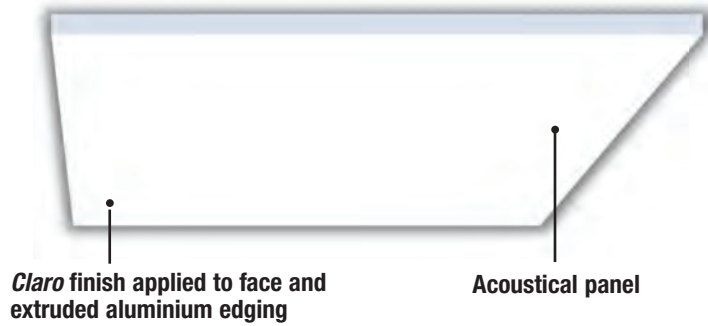 Claro finish applied to face and
extruded aluminium edging
Acoustical panel